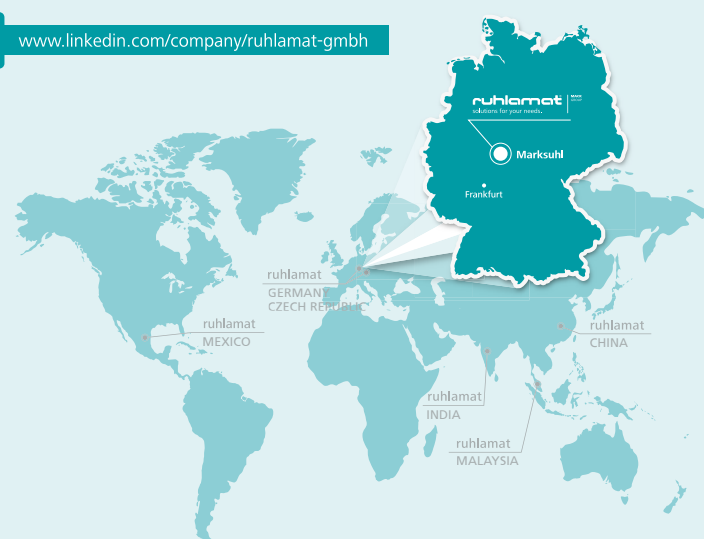 www.linkedin.com/company/ruhlamat-gmbh
ruhlamat
solutions for your needs.
Marksuhl
Frankfurt
ruhlamat
GERMANY
CZECH REPUBLIC
ruhlamat
MEXICO
ruhlamat
CHINA
ruhlamat
INDIA
ruhlamat
MALAYSIA